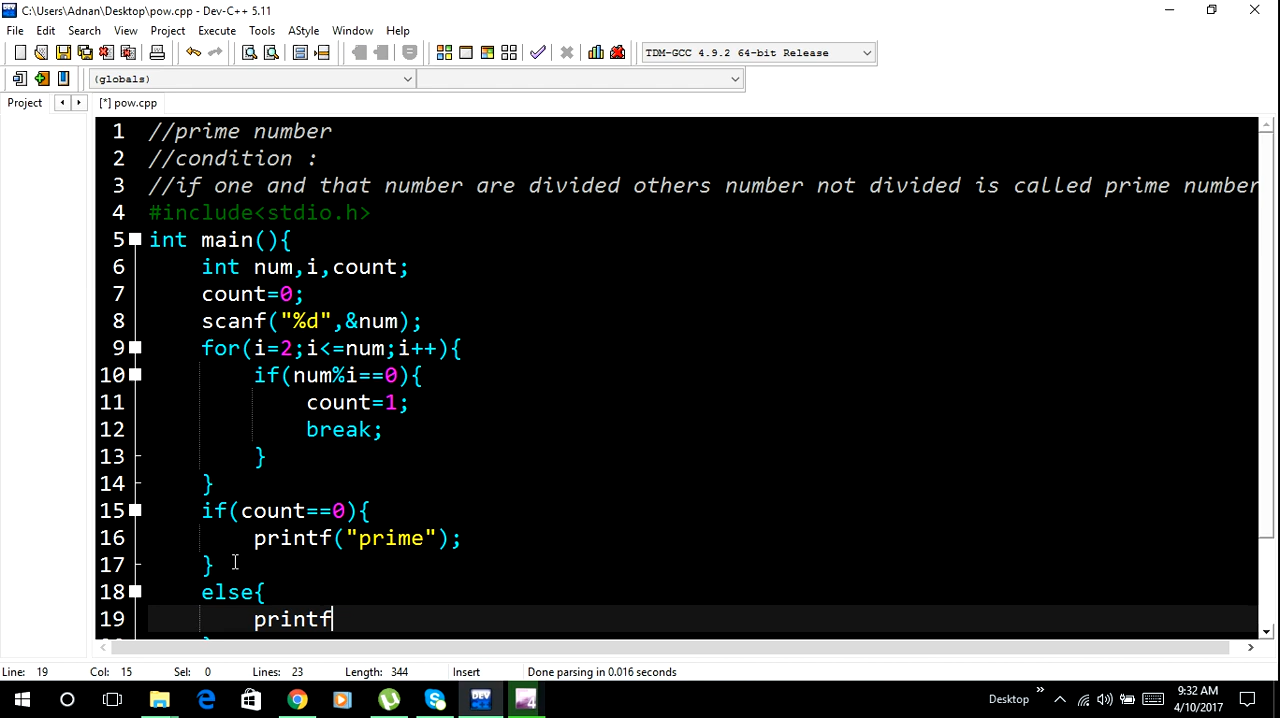 C:\Users\Adnan\Desktop\pow.cpp - Dev-C++ 5.11
File Edit Search View Project Execute Tools AStyle Window Help
TDM-GCC 4.9.2 64-bit Release
(globals)
Project
[*] pow.cpp
1 //prime number
2 //condition :
3 //if one and that number are divided others number not divided is called prime number
4 #include<stdio.h>
5 int main(){
6 int num,i,count;
7 count=0;
8 scanf("%d",&num);
9 for(i=2;i<=num;i++){
10 if(num%i==0){
11 count=1;
12 break;
13 }
14 }
15 if(count==0){
16 printf("prime");
17 }
18 else{
19 printf
Line: 19 Col: 15 Sel: 0 Lines: 23 Length: 344 Insert Done parsing in 0.016 seconds
DEV
4
Desktop
9:32 AM
4/10/2017